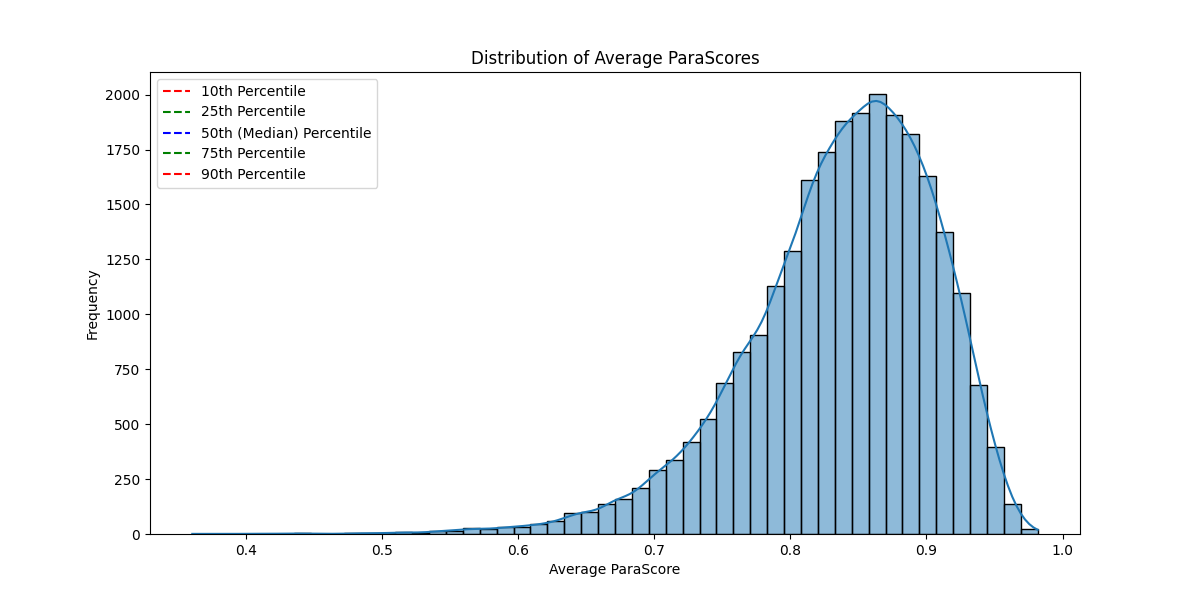 Distribution of Average ParaScores
10th Percentile
25th Percentile
50th (Median) Percentile
75th Percentile
90th Percentile
2000
1750
1500
1250
1000
750
500
250
0
Frequency
0.4 0.5 0.6 0.7 0.8 0.9 1.0
Average ParaScore